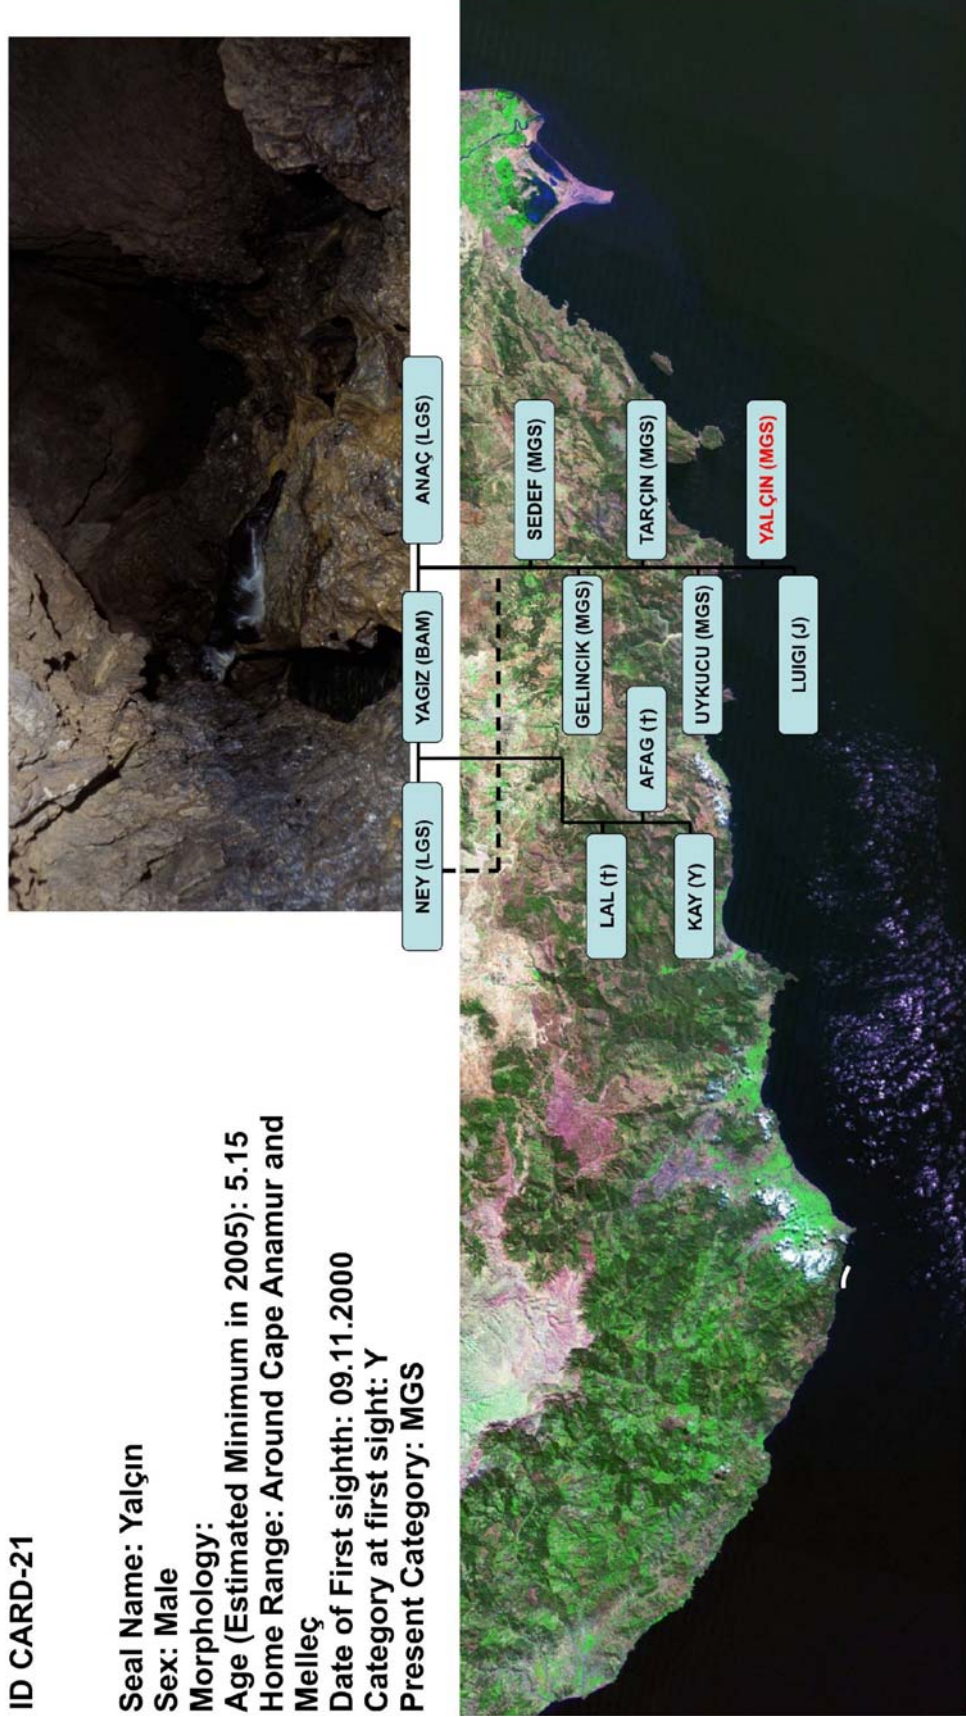 ID CARD-21
Seal Name: Yalçın
Sex: Male
Morphology:
Age (Estimated Minimum in 2005): 5.15
Home Range: Around Cape Anamur and
Melleç
Date of First sighth: 09.11.2000
Category at first sight: Y
Present Category: MGS
NEY (LGS)
YAGIZ (BAM)
ANAÇ (LGS)
SEDEF (MGS)
GELINCIK (MGS)
LAL (†)
AFAG (†)
TARÇIN (MGS)
KAY (Y)
UYKUCU (MGS)
YALÇIN (MGS)
LUIGI (J)